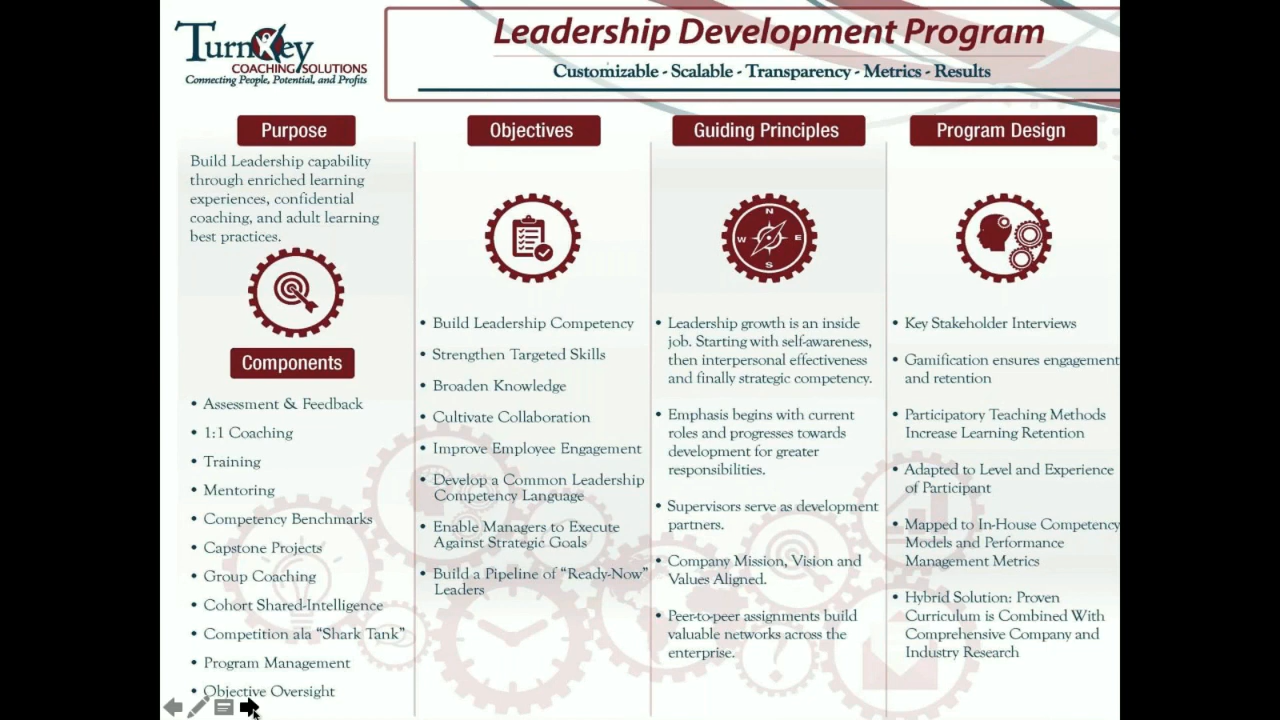 TurnKey
COACHING SOLUTIONS
Connecting People, Potential, and Profits
Leadership Development Program
Customizable - Scalable - Transparency - Metrics - Results
Purpose
Build Leadership capability
through enriched learning
experiences, confidential
coaching, and adult learning
best practices.
Components
• Assessment & Feedback
• 1:1 Coaching
• Training
• Mentoring
• Competency Benchmarks
• Capstone Projects
• Group Coaching
• Cohort Shared-Intelligence
• Competition ala “Shark Tank”
• Program Management
• Objective Oversight
Objectives
• Build Leadership Competency
• Strengthen Targeted Skills
• Broaden Knowledge
• Cultivate Collaboration
• Improve Employee Engagement
• Develop a Common Leadership
Competency Language
• Enable Managers to Execute
Against Strategic Goals
• Build a Pipeline of “Ready-Now”
Leaders
Guiding Principles
N
W E
S
• Leadership growth is an inside
job. Starting with self-awareness,
then interpersonal effectiveness
and finally strategic competency.
• Emphasis begins with current
roles and progresses towards
development for greater
responsibilities.
• Supervisors serve as development
partners.
• Company Mission, Vision and
Values Aligned.
• Peer-to-peer assignments build
valuable networks across the
enterprise.
Program Design
• Key Stakeholder Interviews
• Gamification ensures engagement
and retention
• Participatory Teaching Methods
Increase Learning Retention
• Adapted to Level and Experience
of Participant
• Mapped to In-House Competency
Models and Performance
Management Metrics
• Hybrid Solution: Proven
Curriculum is Combined With
Comprehensive Company and
Industry Research